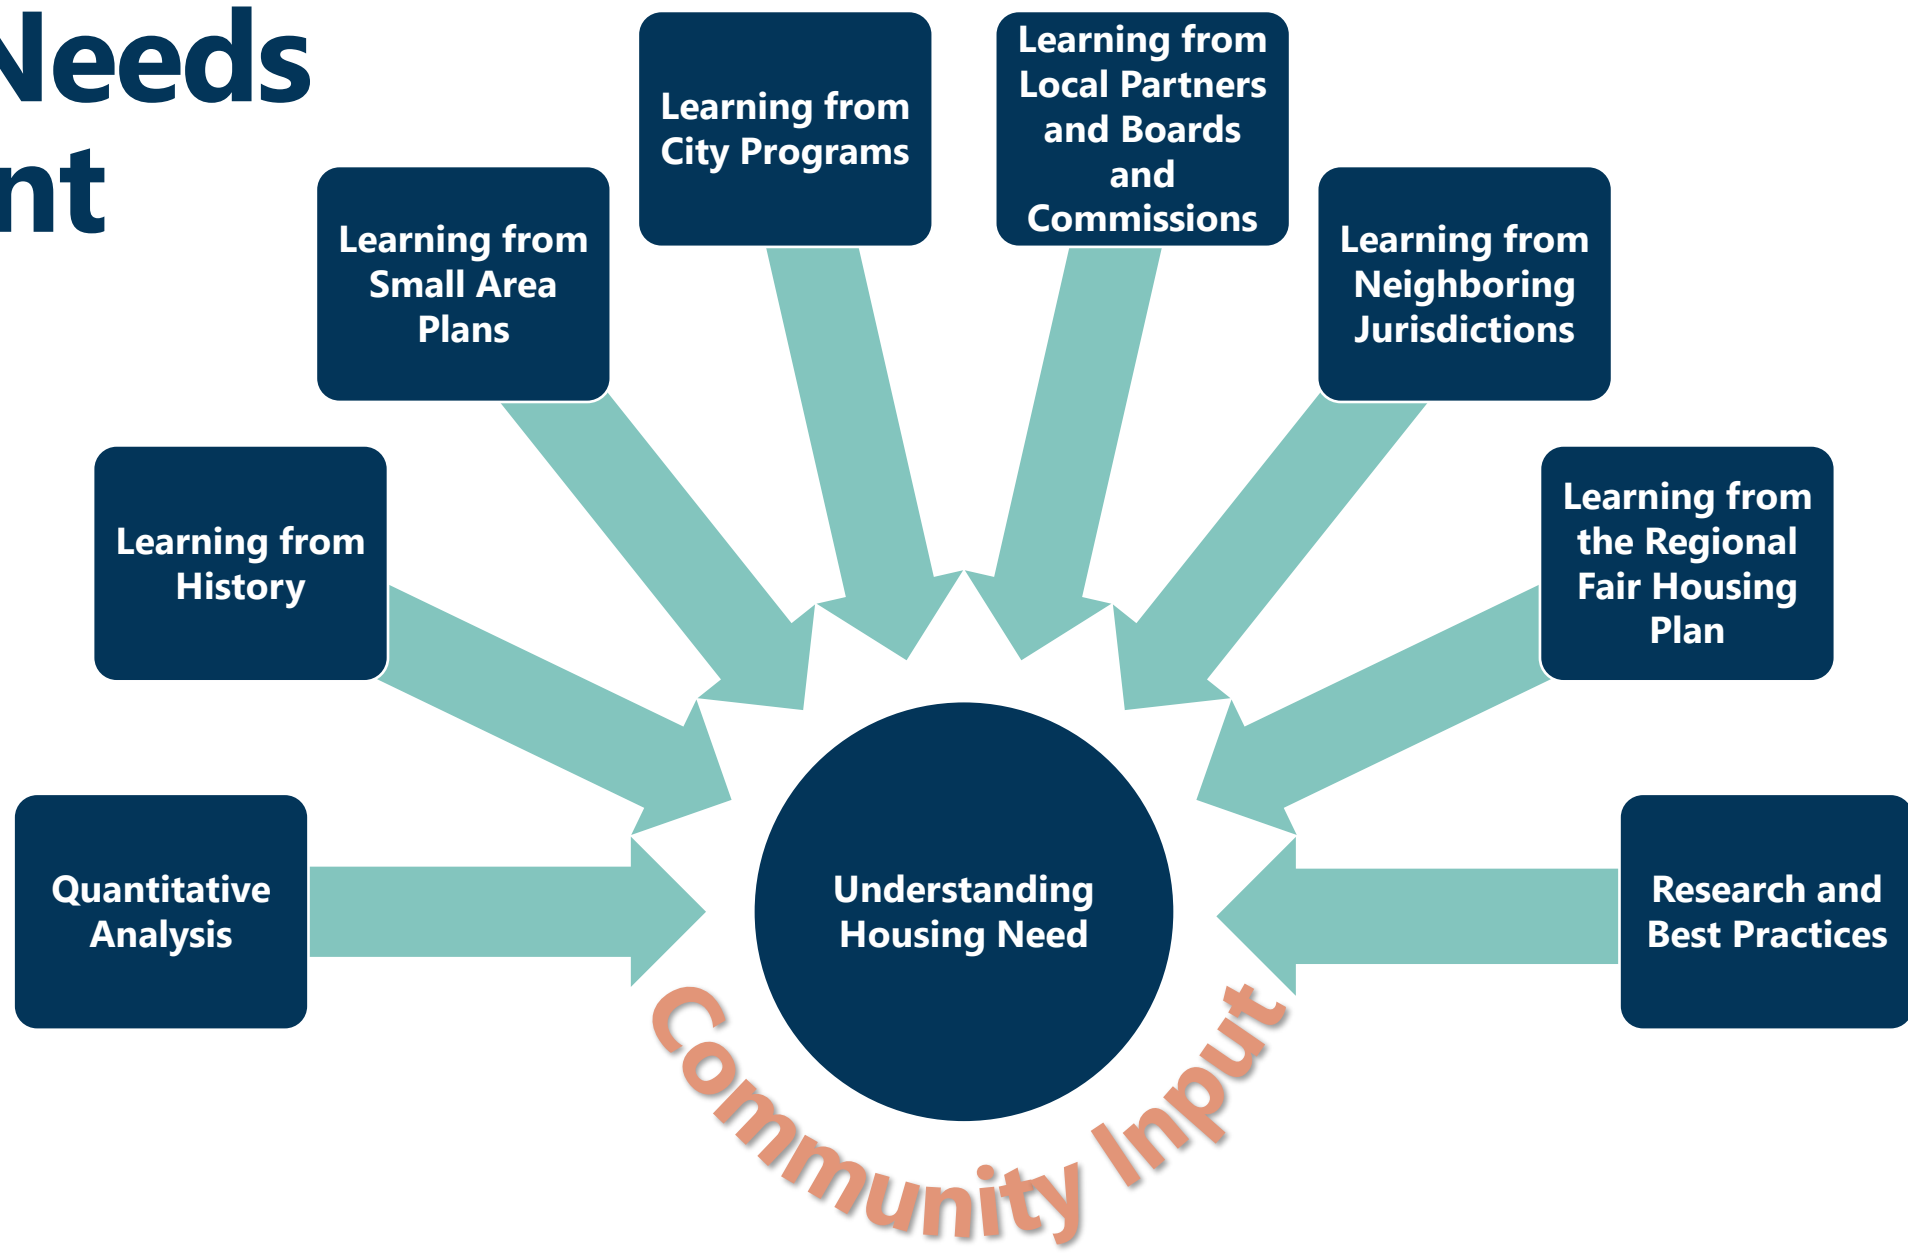 Needs
nt
Learning from
City Programs
Learning from
Local Partners
and Boards
and
Commissions
Learning from
Small Area
Plans
Learning from
Neighboring
Jurisdictions
Learning from
History
Learning from
the Regional
Fair Housing
Plan
Quantitative
Analysis
Understanding
Housing Need
Research and
Best Practices
Community Input